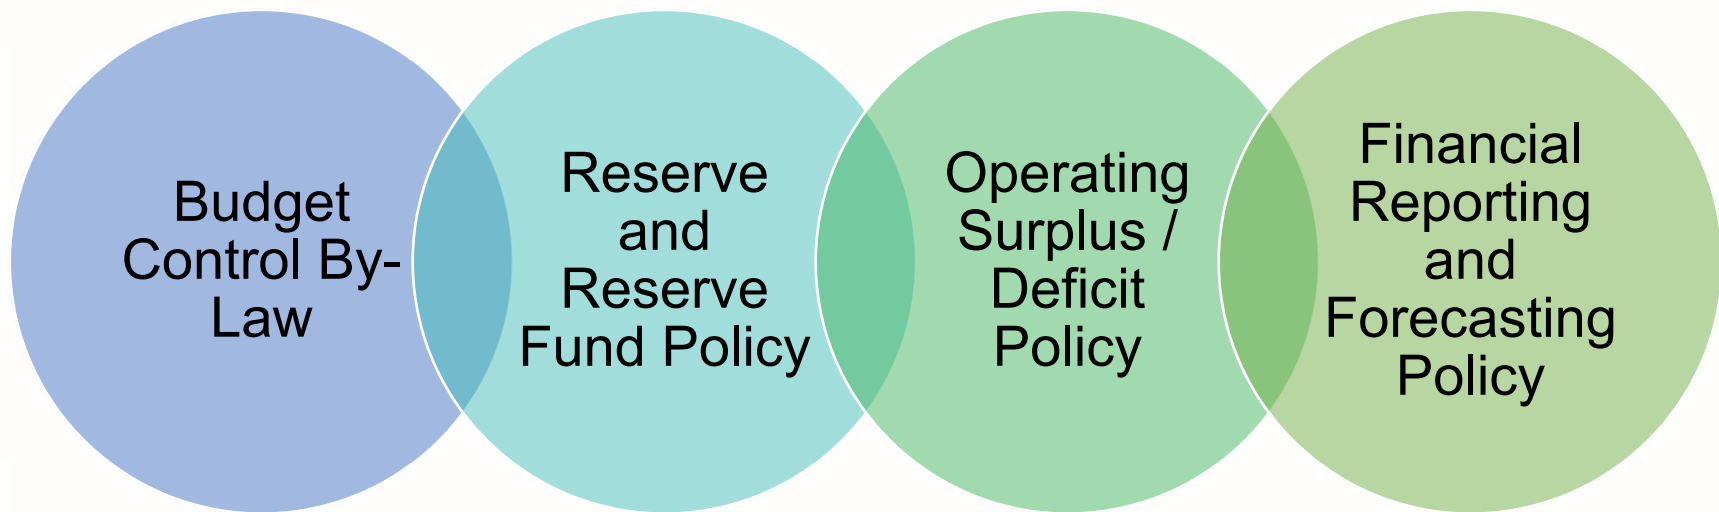 Budget
Control By-
Law
Reserve
and
Reserve
Fund Policy
Operating
Surplus /
Deficit
Policy
Financial
Reporting
and
Forecasting
Policy